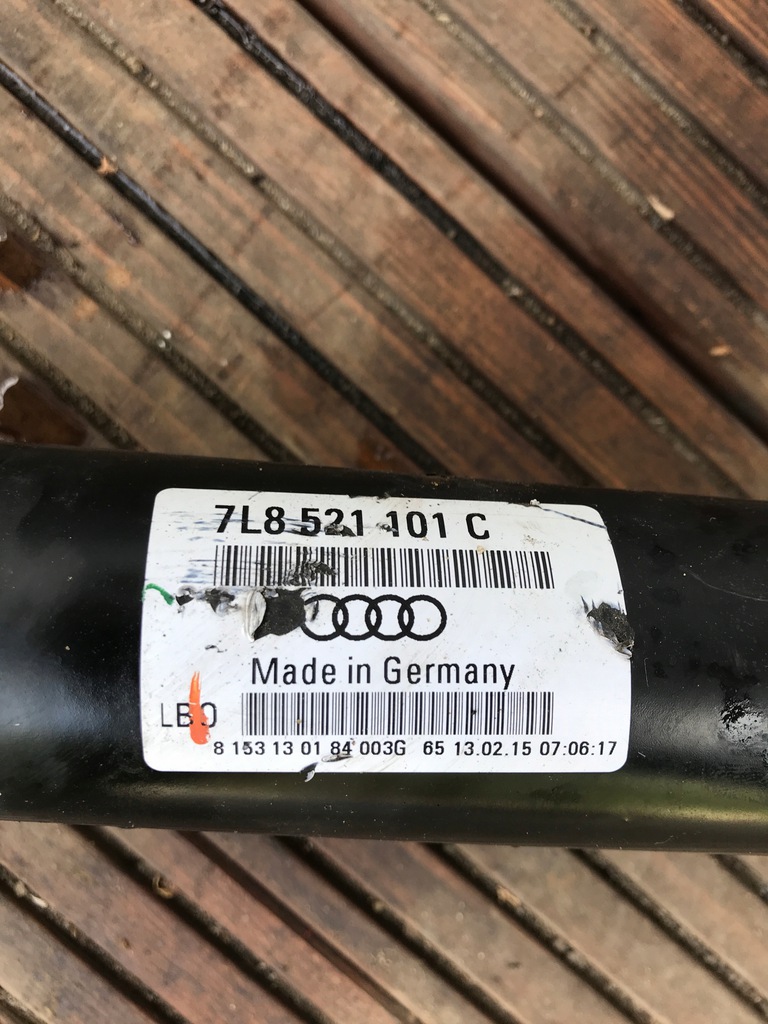 7L8 521 101 C
Made in Germany
LBO
8 153 13 01 84 003G 65 13.02.15 07:06:17